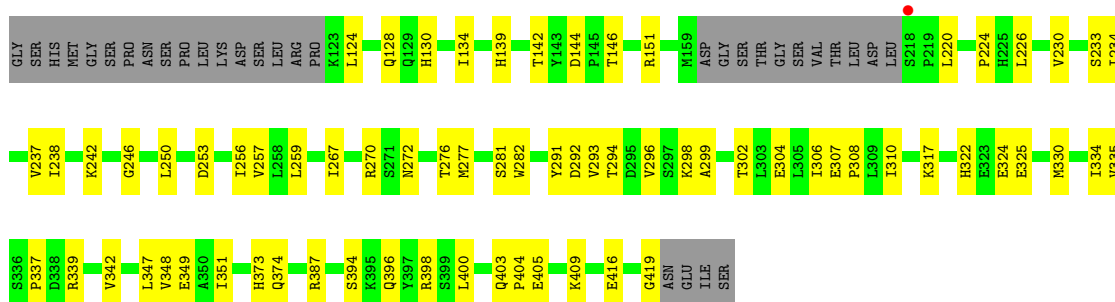 GLY SER HIS MET GLY SER PRO ASN SER PRO LEU LYS ASP SER LEU ARG PRO K123 L124 Q128 Q129 H130 I134 H139 T142 Y143 D144 P145 T146 R151 M159 ASP GLY SER THR GLY SER VAL THR LEU ASP LEU S218 P219 L220 P224 H225 L226 V230 S233 I234
V237 I238 K242 G246 L250 D253 I256 V257 L258 L259 I267 R270 S271 N272 T276 M277 S281 W282 Y291 D292 V293 T294 D295 V296 S297 K298 A299 T302 L303 E304 L305 I306 E307 P308 L309 I310 K317 H322 E323 E324 E325 M330 I334 V335
S336 P337 D338 R339 V342 L347 V348 E349 A350 I351 H373 Q374 R387 S394 K395 Q396 Y397 R398 S399 L400 Q403 P404 E405 K409 E416 G419 ASN GLU ILE SER